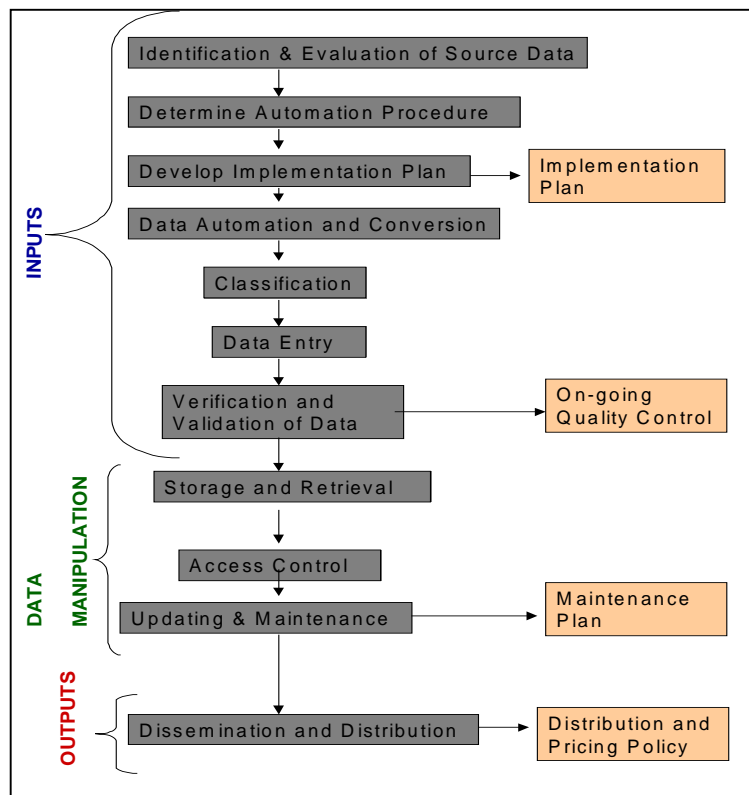 Identification & Evaluation of Source Data
Determine Automation Procedure
Develop Implementation Plan
Implementation
Plan
Data Automation and Conversion
INPUTS
Classification
Data Entry
Verification and
Validation of Data
On-going
Quality Control
Storage and Retrieval
DATA
MANIPULATION
Access Control
Updating & Maintenance
Maintenance
Plan
OUTPUTS
Dissemination and Distribution
Distribution and
Pricing Policy